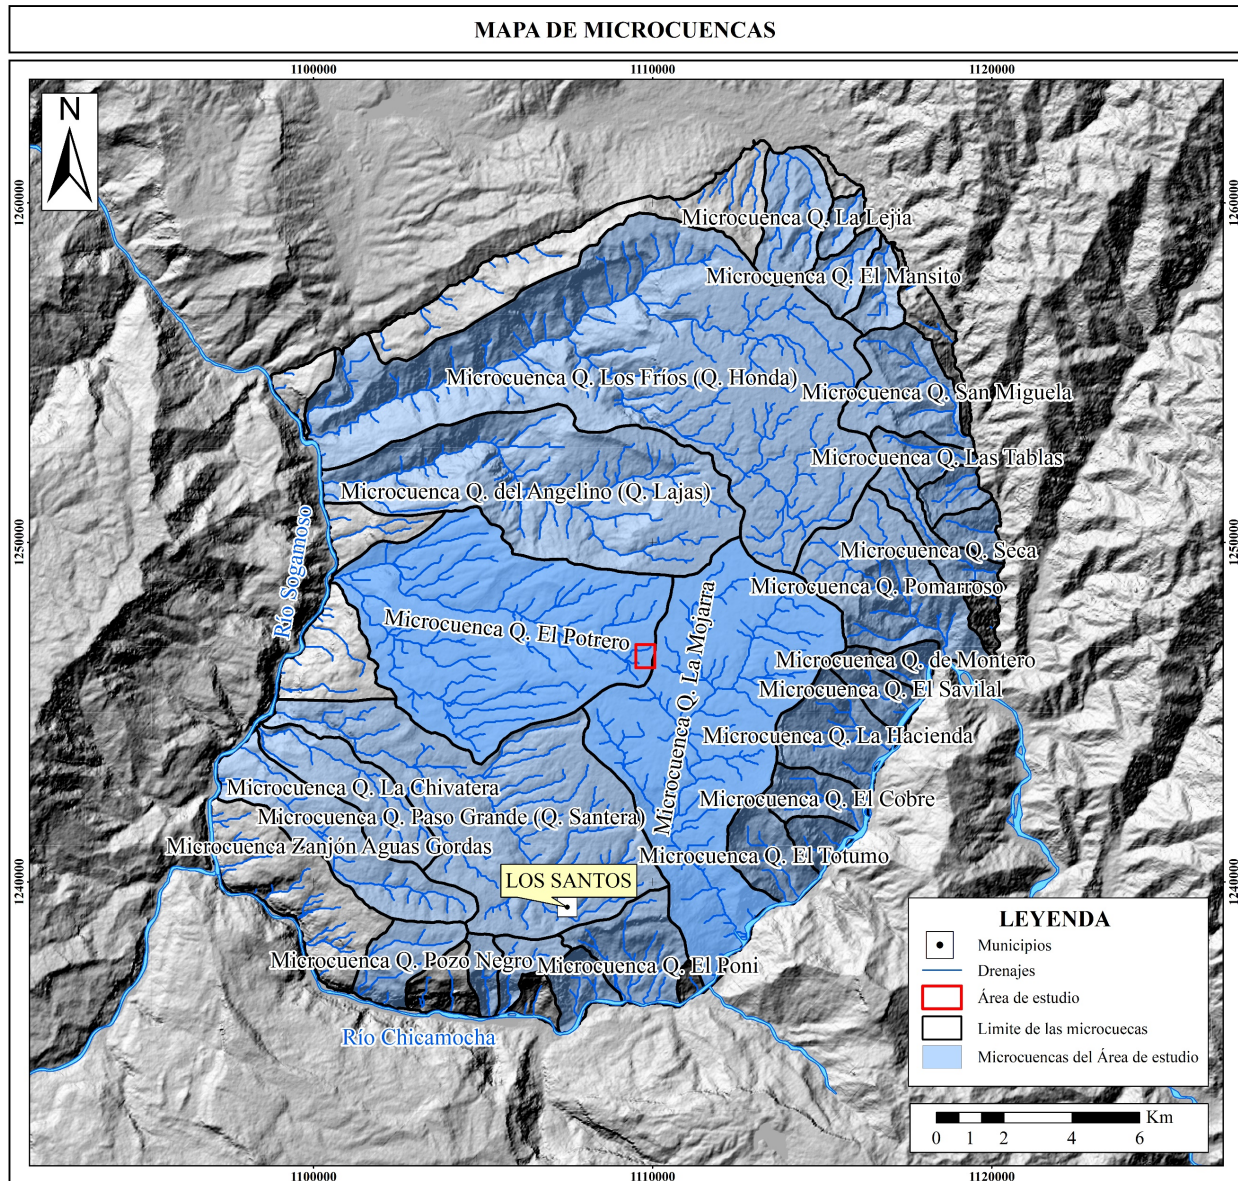 MAPA DE MICROCUENCAS
1100000
1110000
1120000
N
1260000
1260000
Microcuenca Q. La Lejia
Microcuenca Q. El Mansito
Microcuenca Q. Los Fríos (Q. Honda)
Microcuenca Q. San Miguela
Microcuenca Q. Las Tablas
Microcuenca Q. del Angelino (Q. Lajas)
1250000
1250000
Río Sogamoso
Microcuenca Q. Seca
Microcuenca Q. Pomarroso
Microcuenca Q. El Potrero
Microcuenca Q. La Mojarra
Microcuenca Q. de Montero
Microcuenca Q. El Savilal
Microcuenca Q. La Hacienda
Microcuenca Q. La Chivatera
Microcuenca Q. El Cobre
Microcuenca Q. Paso Grande (Q. Santera)
Microcuenca Zanjón Aguas Gordas
Microcuenca Q. El Totumo
1240000
1240000
LOS SANTOS
Microcuenca Q. Pozo Negro
Microcuenca Q. El Poni
Río Chicamocha
LEYENDA
Municipios
Drenajes
Área de estudio
Limite de las microcuecas
Microcuencas del Área de estudio
Km
0 1 2 4 6
1100000
1110000
1120000